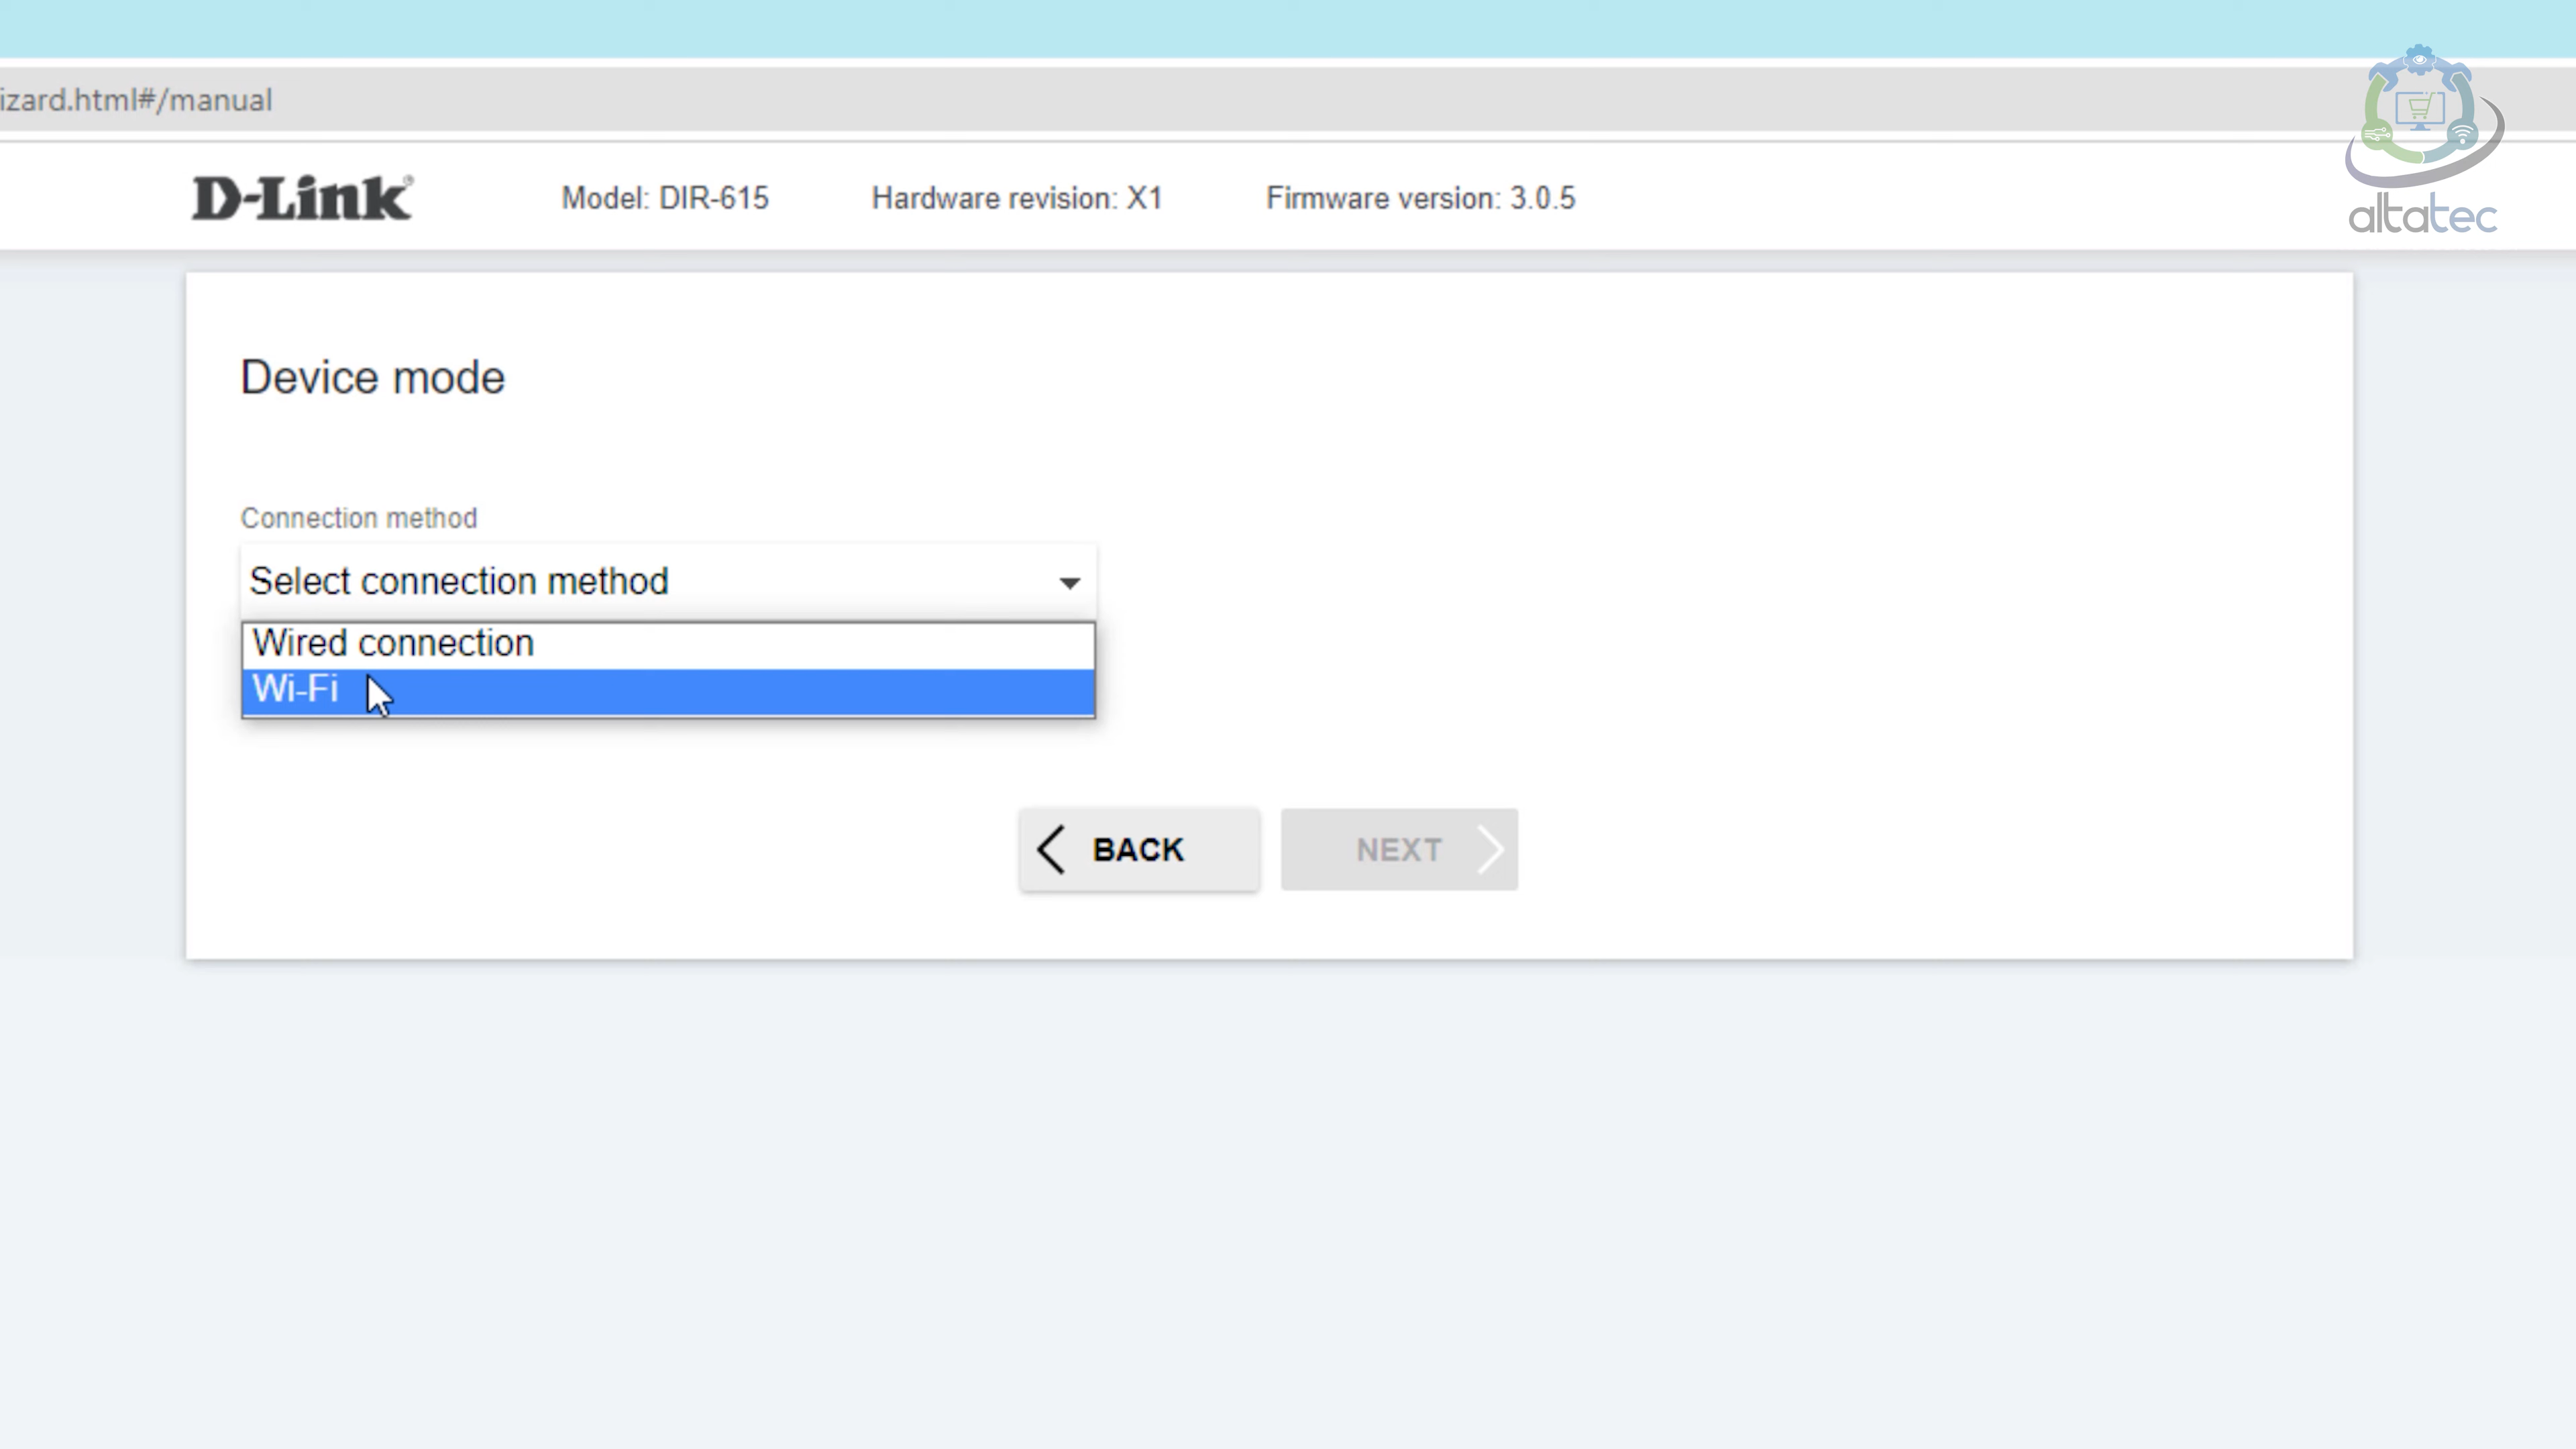 izard.html#/manual
altatec
D-Link Model: DIR-615 Hardware revision: X1 Firmware version: 3.0.5
Device mode
Connection method
Select connection method
Wired connection
Wi-Fi
BACK NEXT